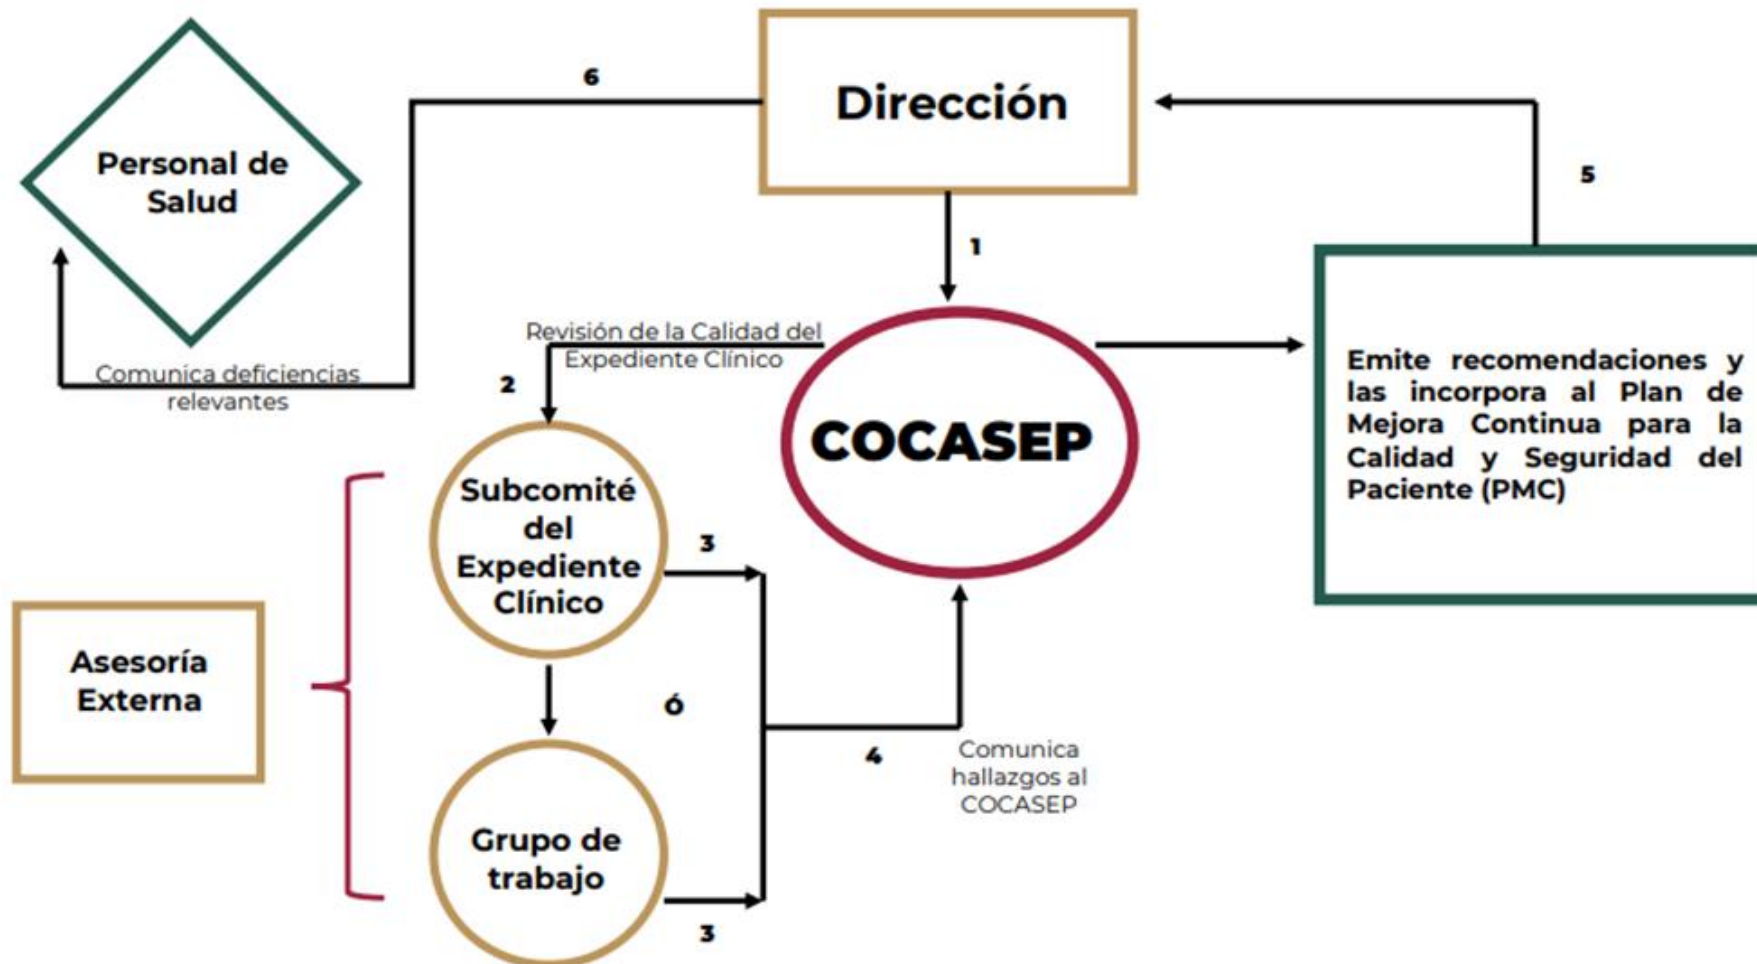 6
Dirección
Personal de
Salud
5
1
Revisión de la Calidad del
Expediente Clínico
Comunica deficiencias
relevantes
2
Emite recomendaciones y
las incorpora al Plan de
Mejora Continua para la
Calidad y Seguridad del
Paciente (PMC)
COCASEP
Subcomité
del
Expediente
Clínico
3
Asesoría
Externa
Ó
4
Comunica
hallazgos al
COCASEP
Grupo de
trabajo
3